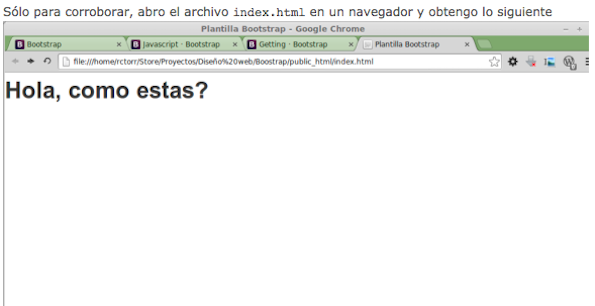 Sólo para corroborar, abro el archivo index.html en un navegador y obtengo lo siguiente
Plantilla Bootstrap - Google Chrome
Bootstrap × Javascript · Bootstrap × Getting · Bootstrap × Plantilla Bootstrap ×
file:///home/rctorr/Store/Proyectos/Diseño%20web/Boostrap/public_html/index.html
Hola, como estas?